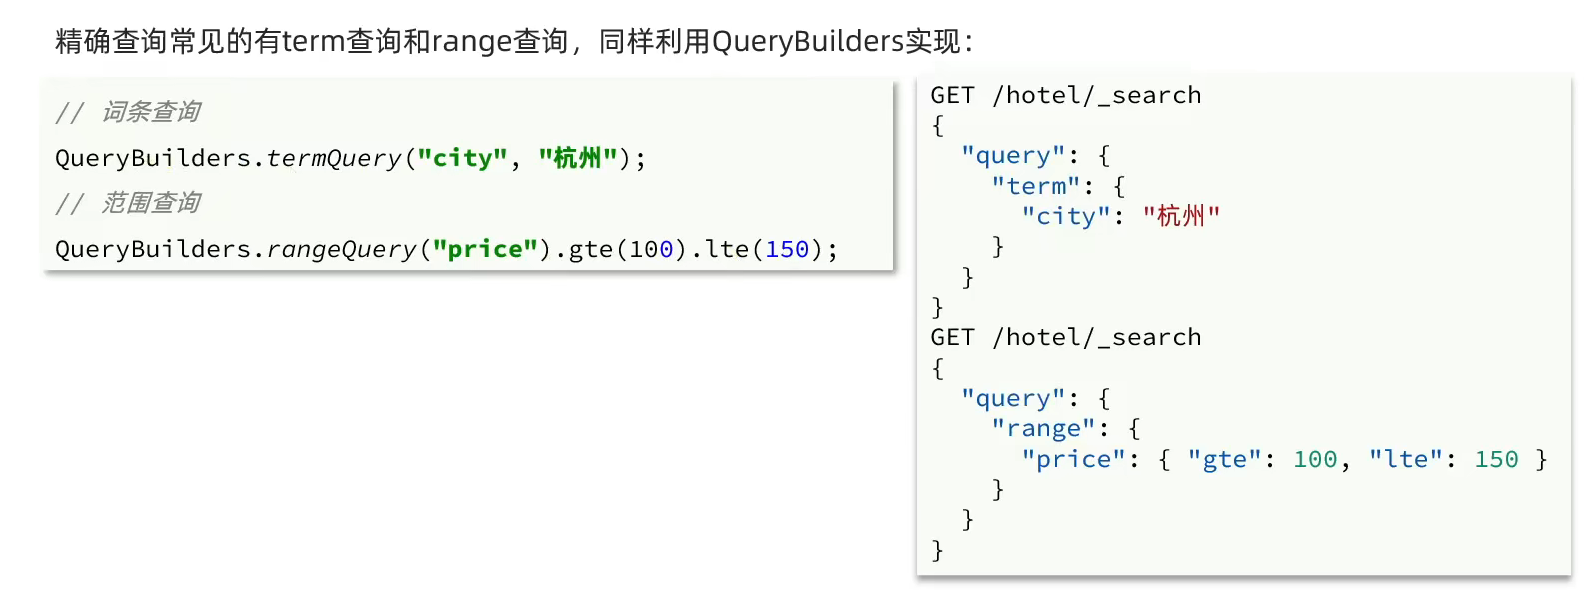 精确查询常见的有term查询和range查询，同样利用QueryBuilders实现：
// 词条查询
QueryBuilders.termQuery("city", "杭州");
// 范围查询
QueryBuilders.rangeQuery("price").gte(100).lte(150);
GET /hotel/_search
{
  "query": {
    "term": {
      "city": "杭州"
    }
  }
}
GET /hotel/_search
{
  "query": {
    "range": {
      "price": { "gte": 100, "lte": 150 }
    }
  }
}